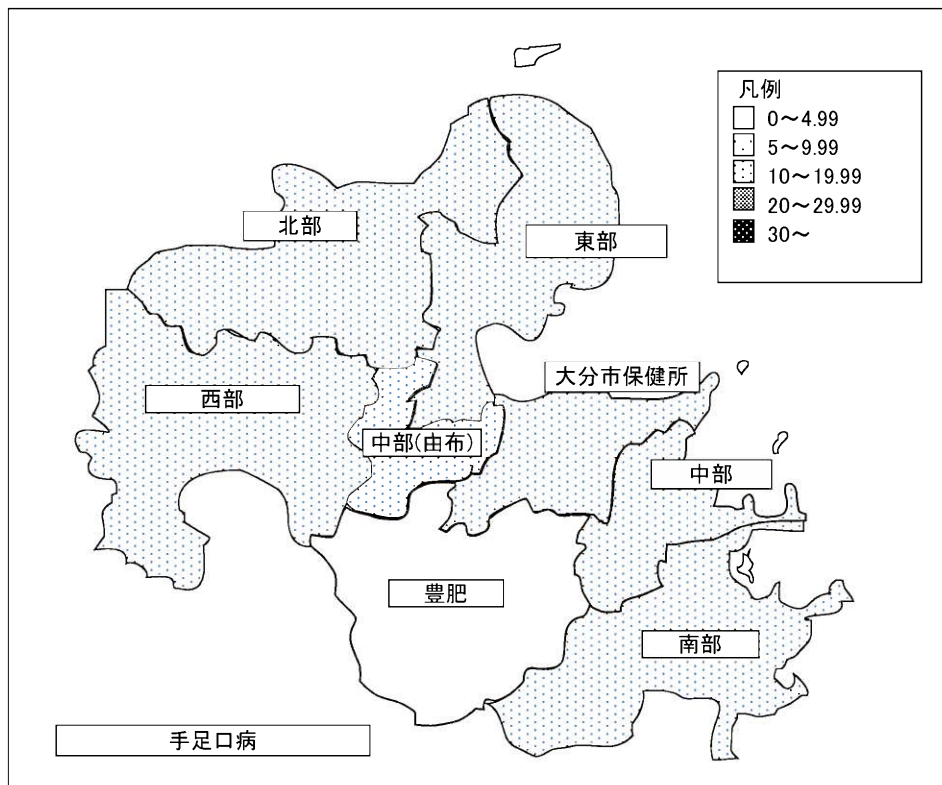 凡例
0～4.99
5～9.99
10～19.99
20～29.99
30～
北部
東部
大分市保健所
西部
中部(由布)
中部
豊肥
南部
手足口病